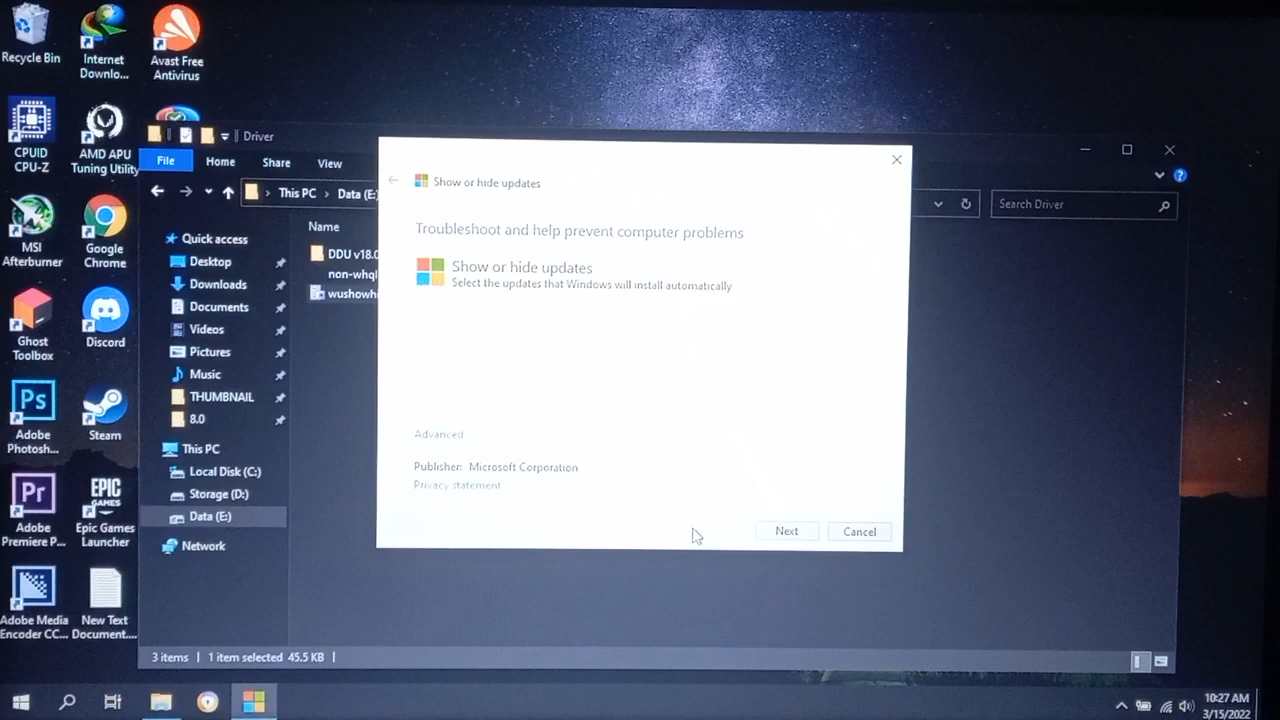 Recycle Bin
Internet
Downlo...
Avast Free
Antivirus
CPUID
CPU-Z
AMD APU
Tuning Utility
MSI
Afterburner
Google
Chrome
Ghost
Toolbox
Discord
Adobe
Photosh...
Steam
Adobe
Premiere P...
Epic Games
Launcher
Adobe Media
Encoder CC...
New Text
Document....
Ps
Pr
EPIC
GAMES
Driver
File
Home
Share
View
This PC
Data (E:)
Search Driver
Name
DDU v18.0
non-whql
wushowhi
Quick access
Desktop
Downloads
Documents
Videos
Pictures
Music
THUMBNAIL
8.0
This PC
Local Disk (C:)
Storage (D:)
Data (E:)
Network
3 items
1 item selected 45.5 KB
Show or hide updates
Troubleshoot and help prevent computer problems
Show or hide updates
Select the updates that Windows will install automatically
Advanced
Publisher: Microsoft Corporation
Privacy statement
Next
Cancel
10:27 AM
3/15/2022